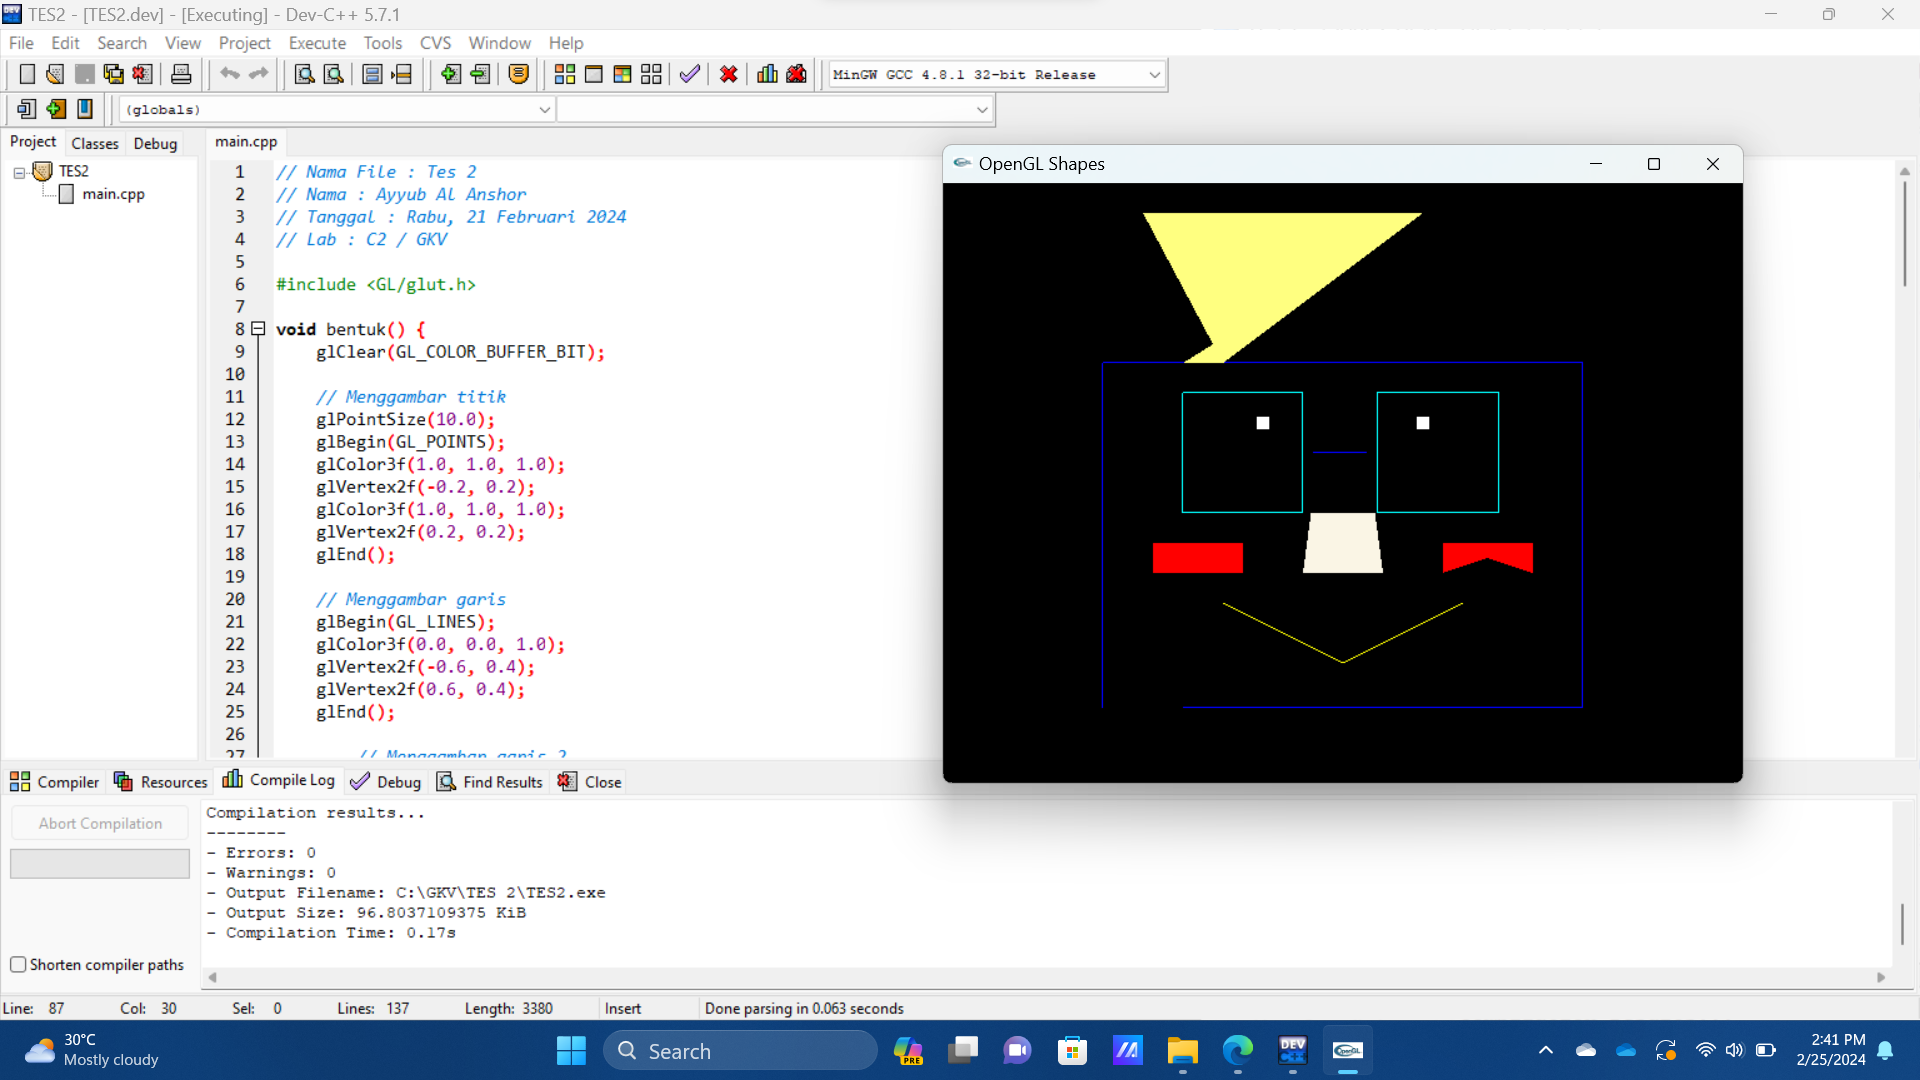 TES2 - [TES2.dev] - [Executing] - Dev-C++ 5.7.1
File Edit Search View Project Execute Tools CVS Window Help
MinGW GCC 4.8.1 32-bit Release
(globals)
Project Classes Debug
main.cpp
TES2
main.cpp
1 // Nama File : Tes 2
2 // Nama : Ayyub Al Anshor
3 // Tanggal : Rabu, 21 Februari 2024
4 // Lab : C2 / GKV
5
6 #include <GL/glut.h>
7
8 void bentuk() {
9 glClear(GL_COLOR_BUFFER_BIT);
10
11 // Menggambar titik
12 glPointSize(10.0);
13 glBegin(GL_POINTS);
14 glColor3f(1.0, 1.0, 1.0);
15 glVertex2f(-0.2, 0.2);
16 glColor3f(1.0, 1.0, 1.0);
17 glVertex2f(0.2, 0.2);
18 glEnd();
19
20 // Menggambar garis
21 glBegin(GL_LINES);
22 glColor3f(0.0, 0.0, 1.0);
23 glVertex2f(-0.6, 0.4);
24 glVertex2f(0.6, 0.4);
25 glEnd();
26
27 // Menggambar garis 2
OpenGL Shapes
Compiler Resources Compile Log Debug Find Results Close
Abort Compilation
Shorten compiler paths
Compilation results...
--------
- Errors: 0
- Warnings: 0
- Output Filename: C:\GKV\TES 2\TES2.exe
- Output Size: 96.8037109375 KiB
- Compilation Time: 0.17s
Line: 87 Col: 30 Sel: 0 Lines: 137 Length: 3380 Insert Done parsing in 0.063 seconds
30°C
Mostly cloudy
Search
PRE
DEV
C++
OpenGL
2:41 PM
2/25/2024